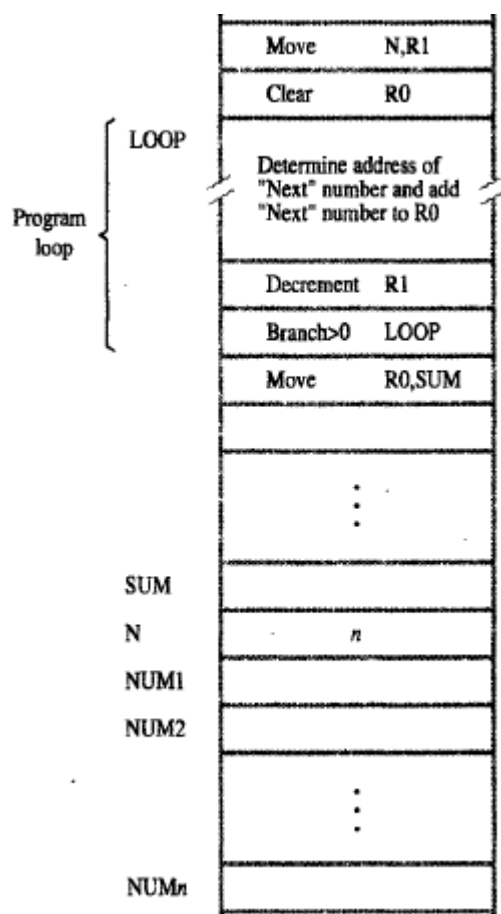 Move N,R1
Clear R0
LOOP
Determine address of
"Next" number and add
"Next" number to R0
Program
loop
Decrement R1
Branch>0 LOOP
Move R0,SUM
SUM
N n
NUM1
NUM2
NUMn